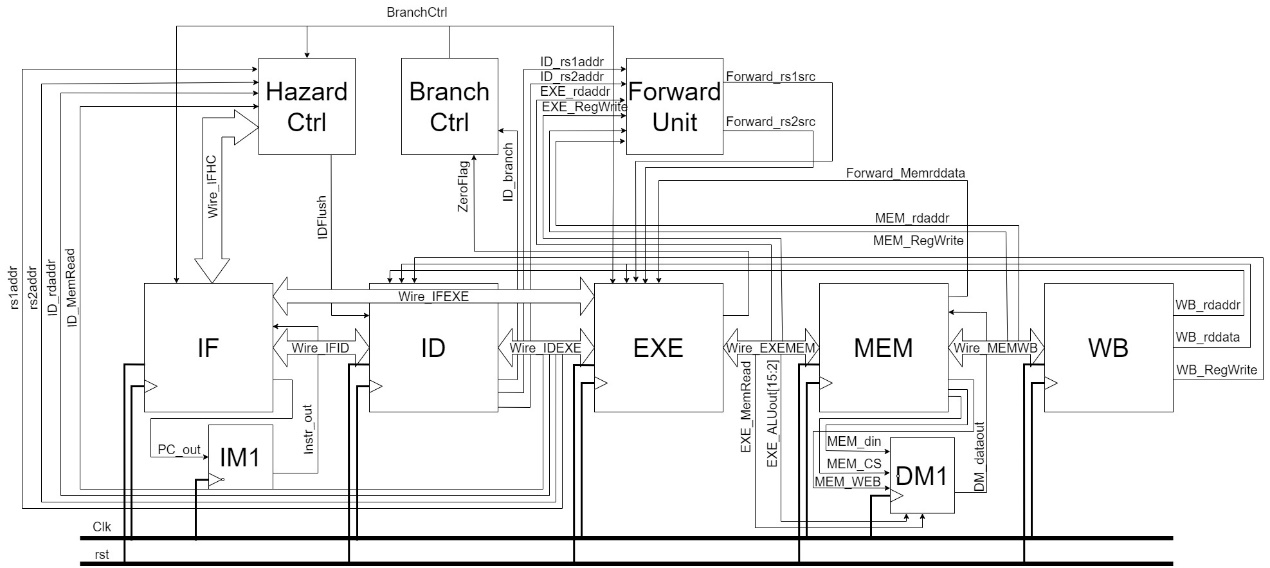 BranchCtrl
Hazard
Ctrl
Branch
Ctrl
ID_rs1addr
ID_rs2addr
EXE_rdaddr
EXE_RegWrite
Forward
Unit
Forward_rs1src
Forward_rs2src
Wire_IFHC
IDFlush
ZeroFlag
ID_branch
Forward_Memrddata
MEM_rdaddr
MEM_RegWrite
rs1addr
rs2addr
ID_rdaddr
ID_MemRead
Wire_IFEXE
IF
Wire_IFID
ID
Wire_IDEXE
EXE
Wire_EXEMEM
MEM
Wire_MEMWB
WB
WB_rdaddr
WB_rddata
WB_RegWrite
PC_out
IM1
Instr_out
EXE_MemRead
EXE_ALUout[15:2]
MEM_din
MEM_CS
MEM_WEB
DM1
DM_dataout
Clk
rst